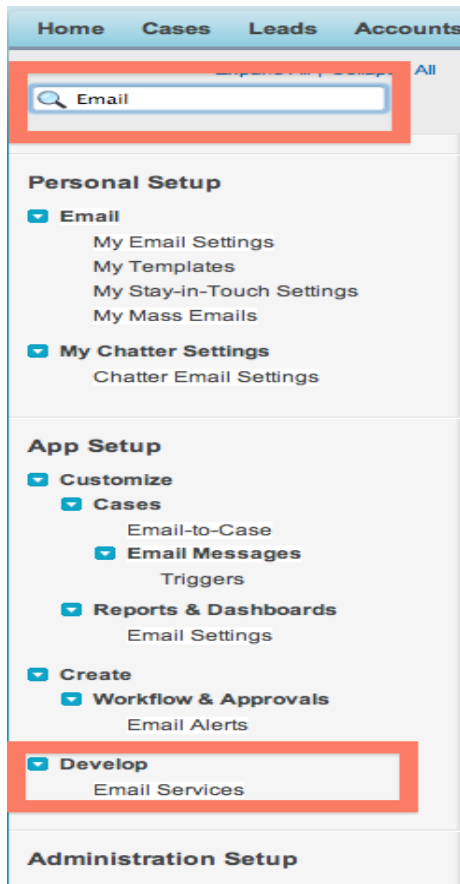 Home Cases Leads Accounts
All
Email
Personal Setup
Email
My Email Settings
My Templates
My Stay-in-Touch Settings
My Mass Emails
My Chatter Settings
Chatter Email Settings
App Setup
Customize
Cases
Email-to-Case
Email Messages
Triggers
Reports & Dashboards
Email Settings
Create
Workflow & Approvals
Email Alerts
Develop
Email Services
Administration Setup